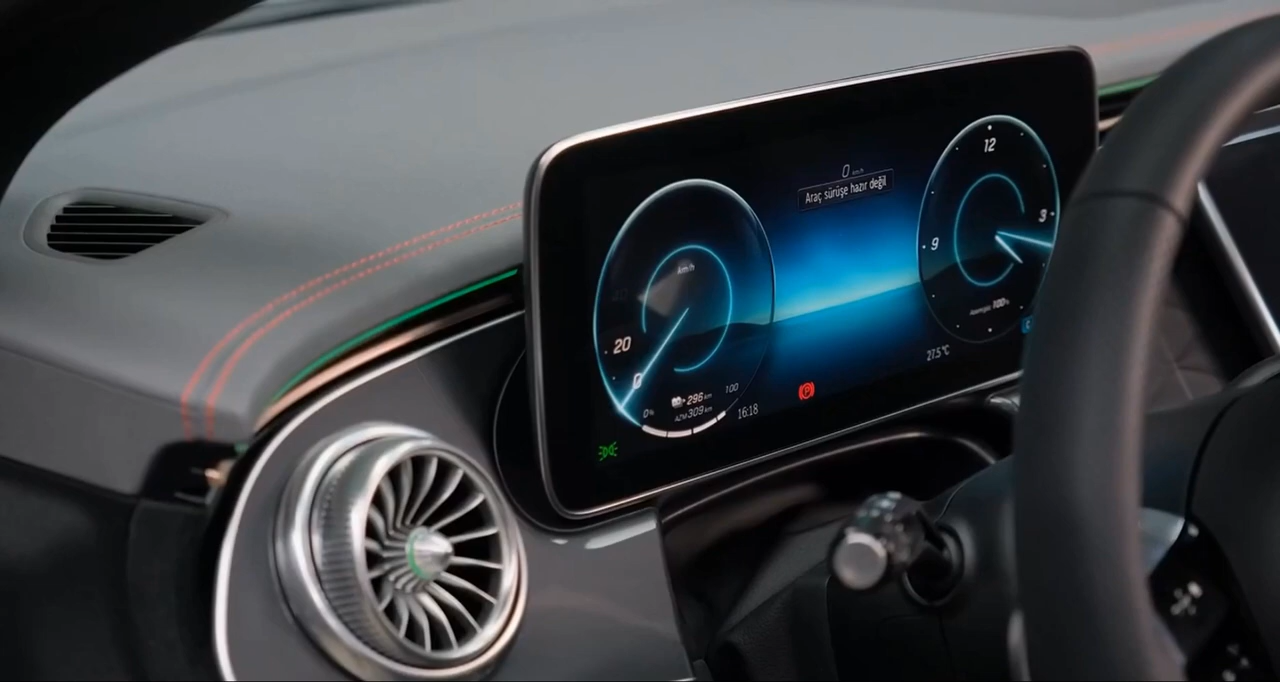 0 km/h
Araç sürüşe hazır değil
km/h
20
0
0%
296 km
AZM 309 km
100
16:18
12
3
9
100%
27,5 °C
P